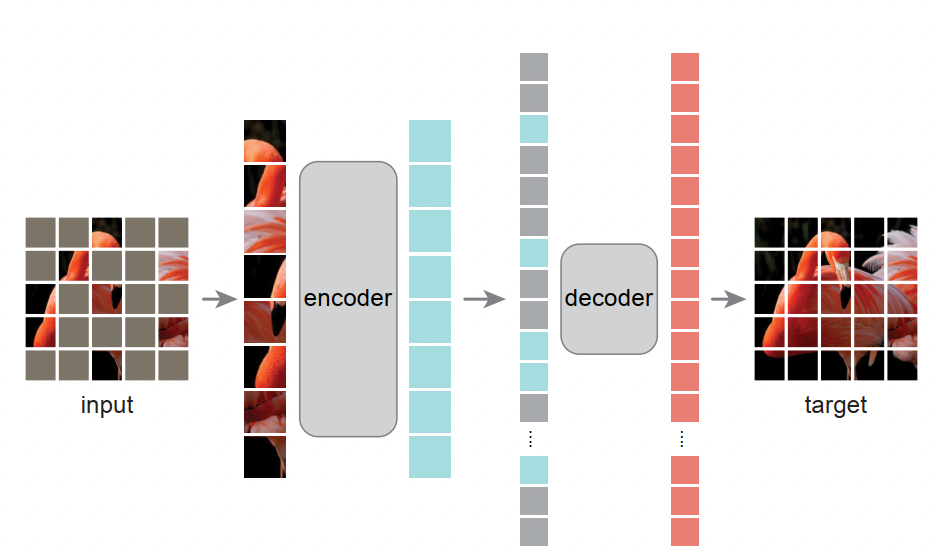 input
encoder
decoder
target